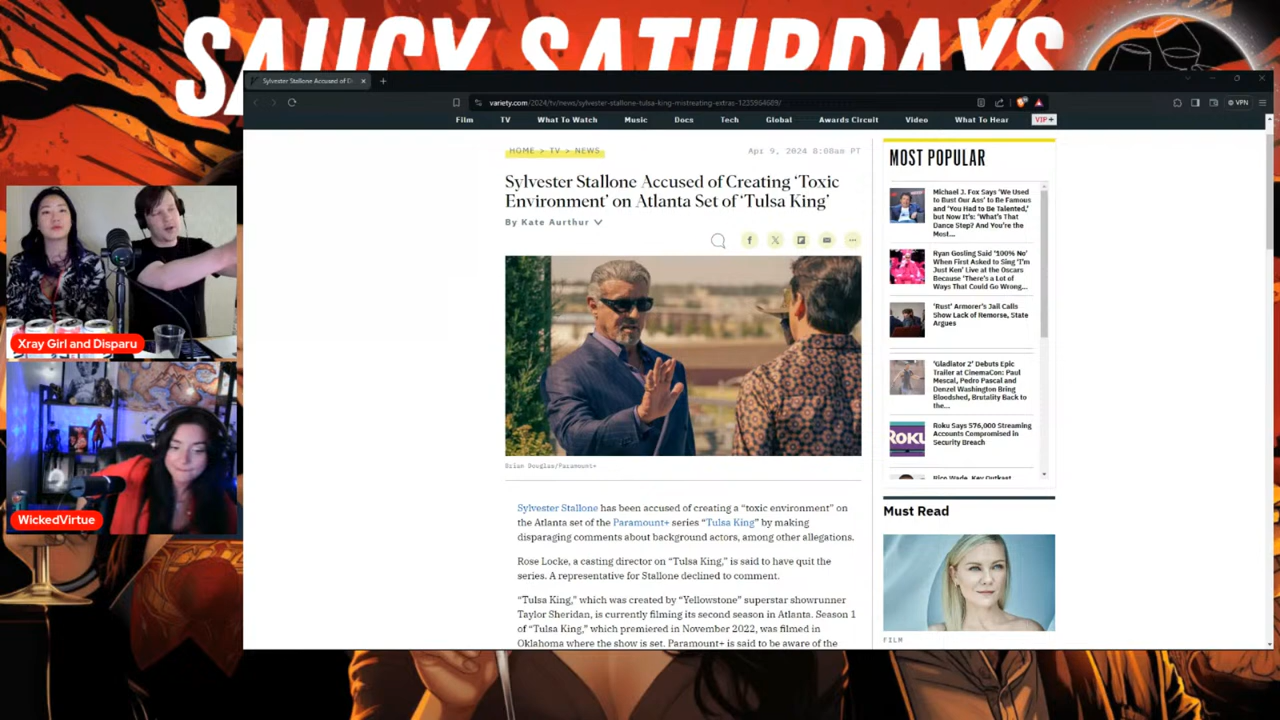 SAUCY SATURDAYS
Sylvester Stallone Accused of Cr
variety.com/2024/tv/news/sylvester-stallone-tulsa-king-mistreating-extras-1235964689/
VPN
Film TV What To Watch Music Docs Tech Global Awards Circuit Video What To Hear VIP+
HOME > TV > NEWS
Apr 9, 2024 8:08am PT
Sylvester Stallone Accused of Creating ‘Toxic
Environment’ on Atlanta Set of ‘Tulsa King’
By Kate Aurthur
Brian Douglas/Paramount+
Sylvester Stallone has been accused of creating a “toxic environment” on
the Atlanta set of the Paramount+ series “Tulsa King” by making
disparaging comments about background actors, among other allegations.
Rose Locke, a casting director on “Tulsa King,” is said to have quit the
series. A representative for Stallone declined to comment.
“Tulsa King,” which was created by “Yellowstone” superstar showrunner
Taylor Sheridan, is currently filming its second season in Atlanta. Season 1
of “Tulsa King,” which premiered in November 2022, was filmed in
Oklahoma where the show is set. Paramount+ is said to be aware of the
MOST POPULAR
Michael J. Fox Says ‘We Used
to Bust Our Ass’ to Be Famous
and ‘You Had to Be Talented,’
but Now It's: ‘What's That
Dance Step? And You're the
Most...’
Ryan Gosling Said ‘100% No’
When First Asked to Sing ‘I'm
Just Ken’ Live at the Oscars
Because ‘There's a Lot of
Ways That Could Go Wrong...
‘Rust’ Armorer's Jail Calls
Show Lack of Remorse, State
Argues
‘Gladiator 2’ Debuts Epic
Trailer at CinemaCon: Paul
Mescal, Pedro Pascal and
Denzel Washington Bring
Bloodshed, Brutality Back to
the...
Roku Says 576,000 Streaming
Accounts Compromised in
Security Breach
Rico Wade, Key Outkast
Must Read
FILM
Xray Girl and Disparu
WickedVirtue